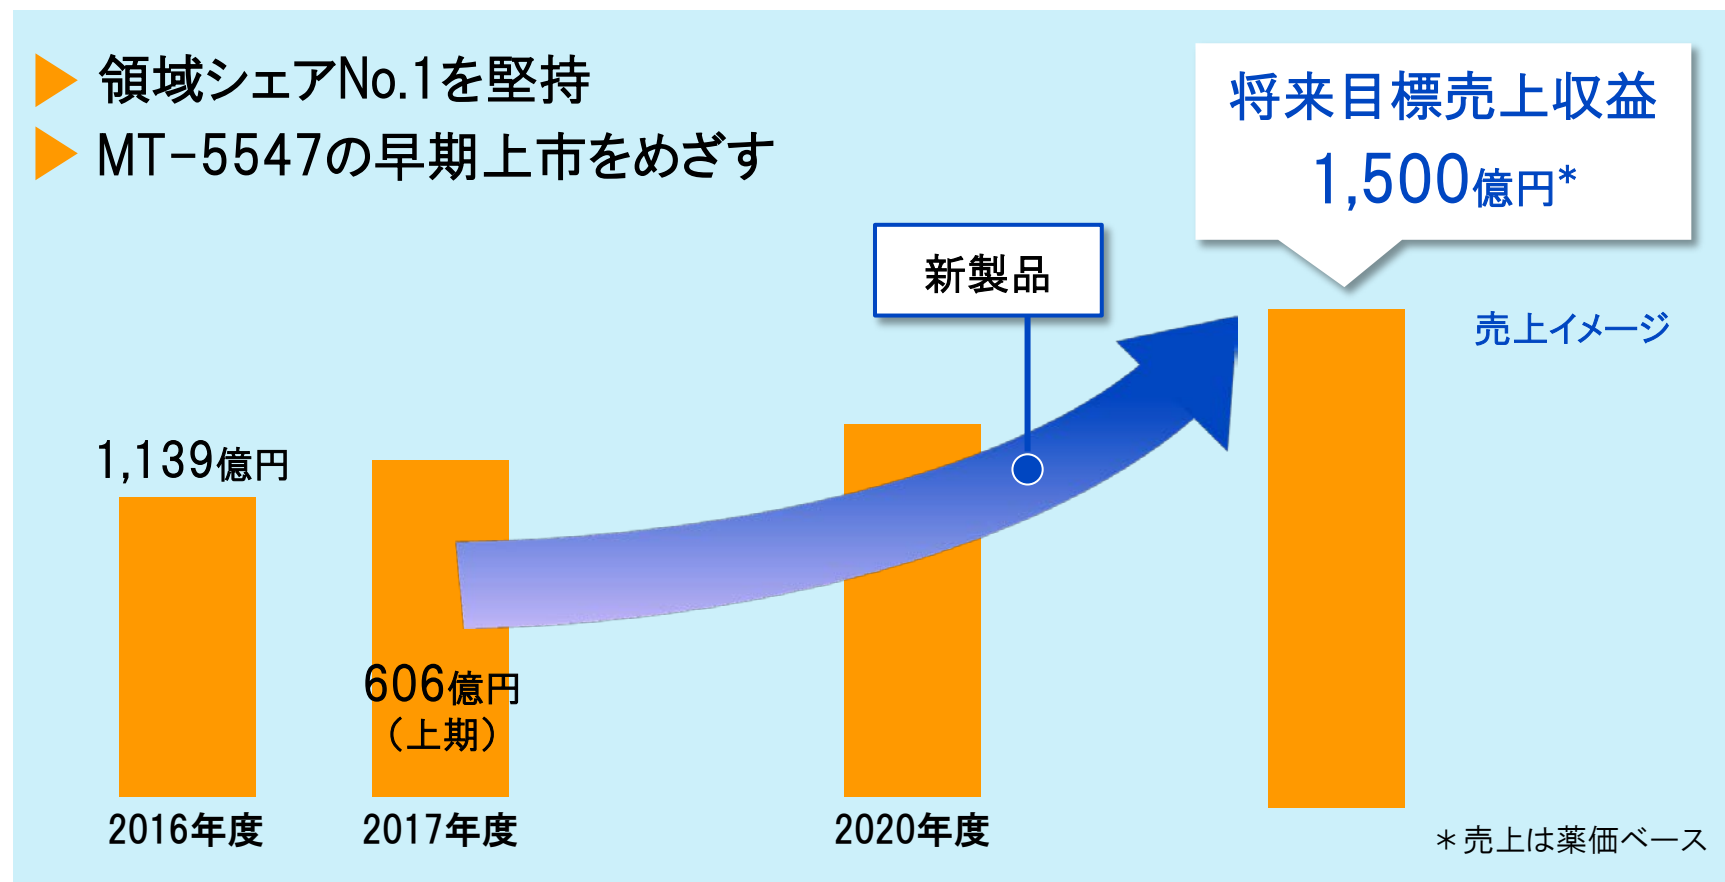 領域シェアNo.1を堅持
MT-5547の早期上市をめざす
将来目標売上収益
1,500億円*
新製品
売上イメージ
1,139億円
606億円
（上期）
2016年度
2017年度
2020年度
＊売上は薬価ベース